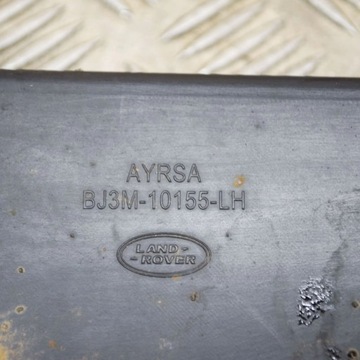 AYRSA
BJ3M-10155-LH
LAND-
-ROVER